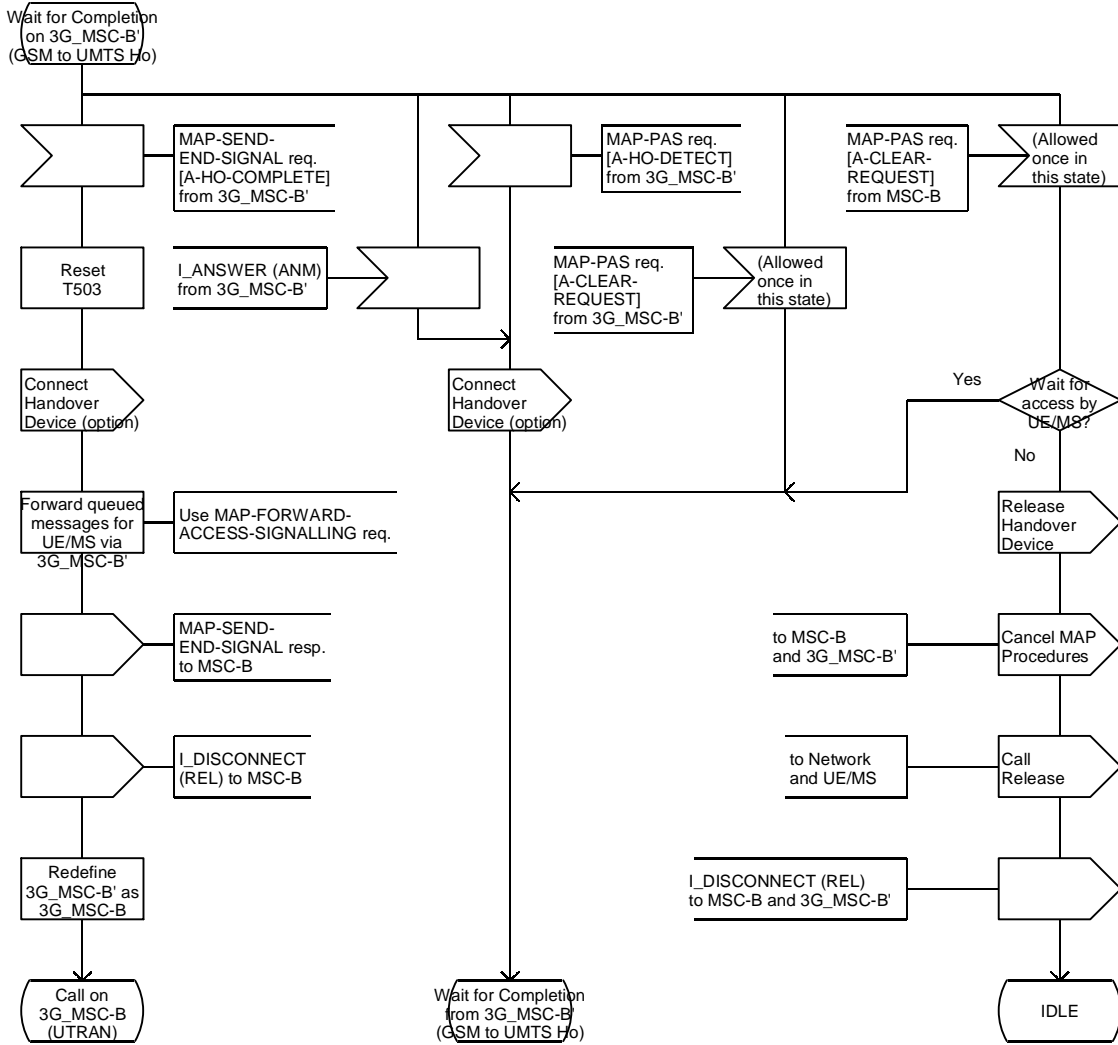 Wait for Completion
on 3G_MSC-B'
(GSM to UMTS Ho)
MAP-SEND-
END-SIGNAL req.
[A-HO-COMPLETE]
from 3G_MSC-B'
MAP-PAS req.
[A-HO-DETECT]
from 3G_MSC-B'
MAP-PAS req.
[A-CLEAR-
REQUEST]
from MSC-B
(Allowed
once in
this state)
Reset
T503
I_ANSWER (ANM)
from 3G_MSC-B'
MAP-PAS req.
[A-CLEAR-
REQUEST]
from 3G_MSC-B'
(Allowed
once in
this state)
Connect
Handover
Device (option)
Connect
Handover
Device (option)
Yes
Wait for
access by
UE/MS?
No
Forward queued
messages for
UE/MS via
3G_MSC-B'
Use MAP-FORWARD-
ACCESS-SIGNALLING req.
Release
Handover
Device
MAP-SEND-
END-SIGNAL resp.
to MSC-B
to MSC-B
and 3G_MSC-B'
Cancel MAP
Procedures
I_DISCONNECT
(REL) to MSC-B
to Network
and UE/MS
Call
Release
Redefine
3G_MSC-B' as
3G_MSC-B
I_DISCONNECT (REL)
to MSC-B and 3G_MSC-B'
Call on
3G_MSC-B
(UTRAN)
Wait for Completion
from 3G_MSC-B'
(GSM to UMTS Ho)
IDLE